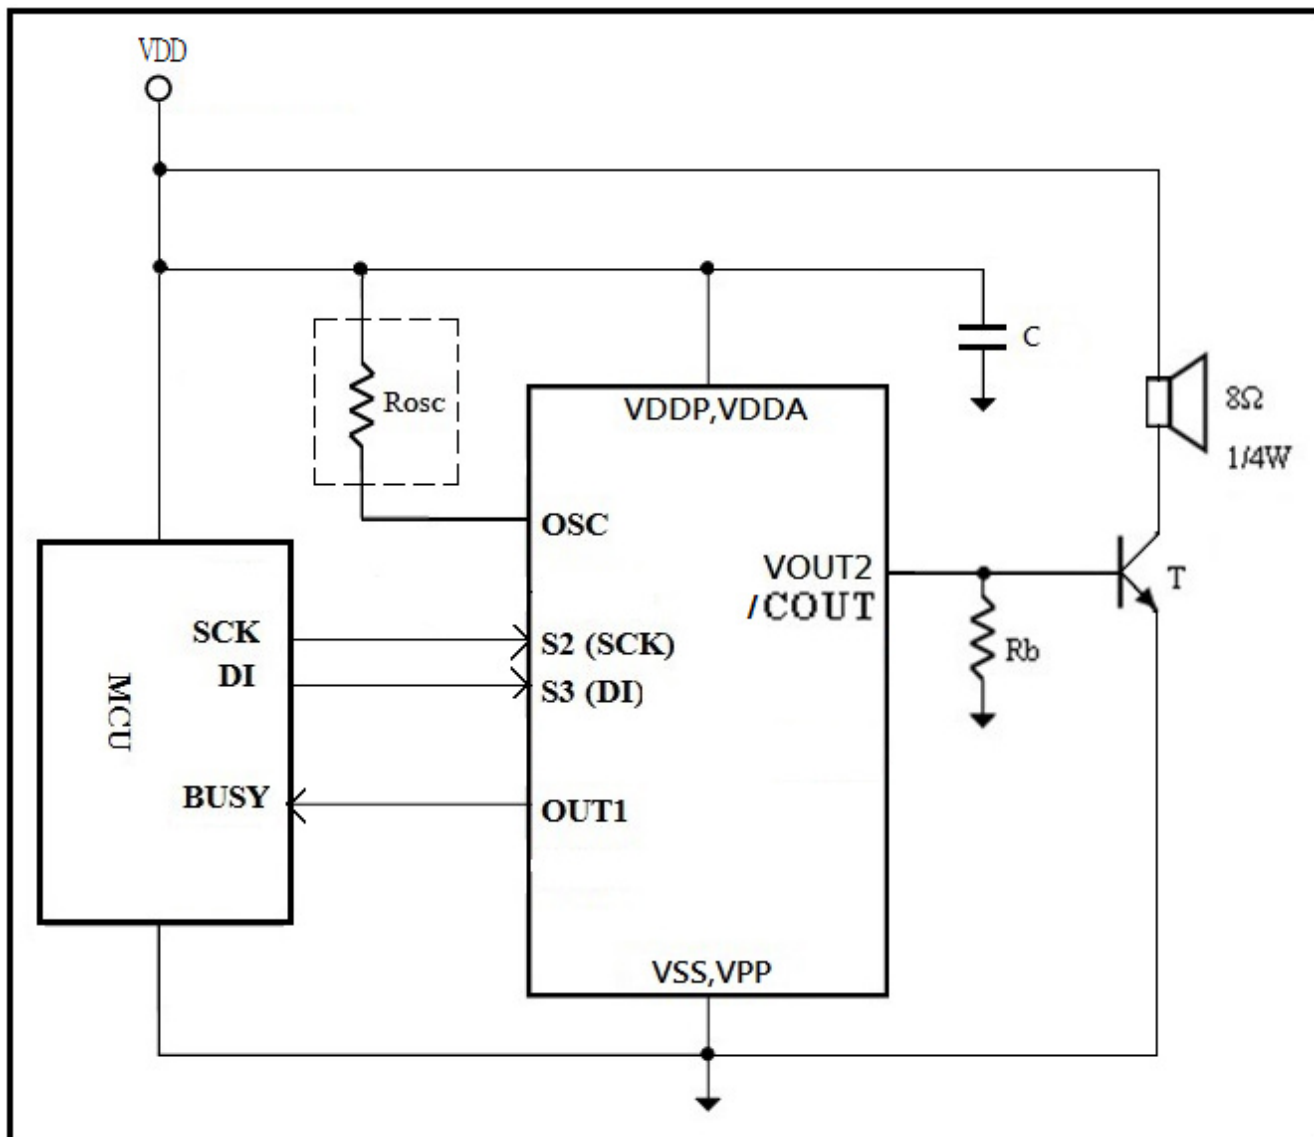 VDD
C
Rosc
VDDP,VDDA
8Ω
1/4W
OSC
VOUT2
/COUT
T
SCK
S2 (SCK)
Rb
DI
S3 (DI)
MCU
BUSY
OUT1
VSS,VPP